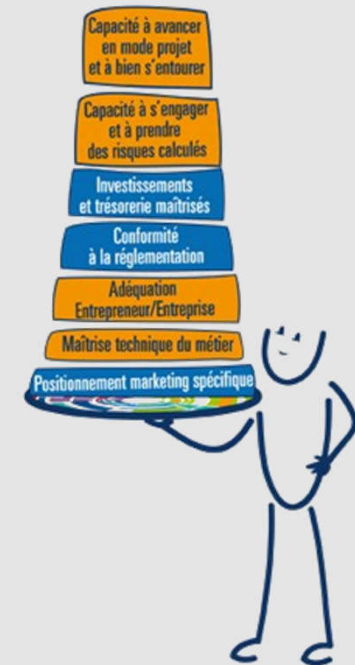 Capacité à avancer
en mode projet
et à bien s'entourer
Capacité à s'engager
et à prendre
des risques calculés
Investissements
et trésorerie maîtrisés
Conformité
à la réglementation
Adéquation
Entrepreneur/Entreprise
Maîtrise technique du métier
Positionnement marketing spécifique